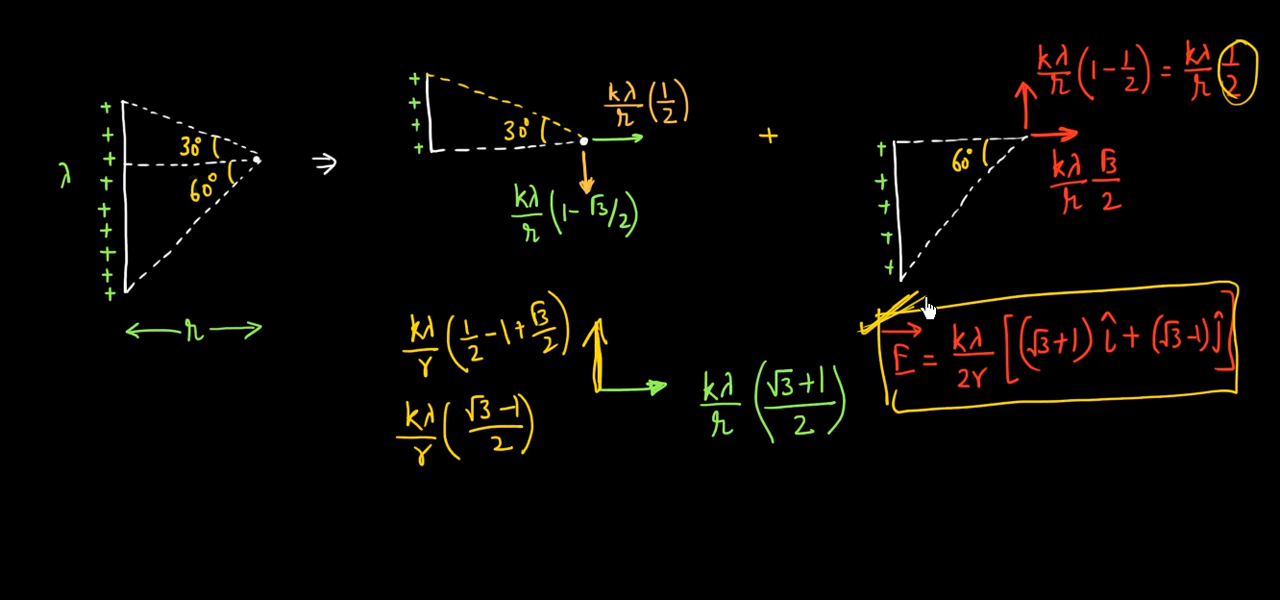 λ
30°
60°
r
⇒
30°
kλ/r (1/2)
kλ/r (1-√3/2)
+
60°
kλ/r (1-1/2) = kλ/r 1/2
kλ/r √3/2
kλ/r (1/2 - 1 + √3/2)
kλ/r (√3-1/2)
kλ/r (√3+1/2)
E = kλ/2r [(√3+1) î + (√3-1) ĵ]